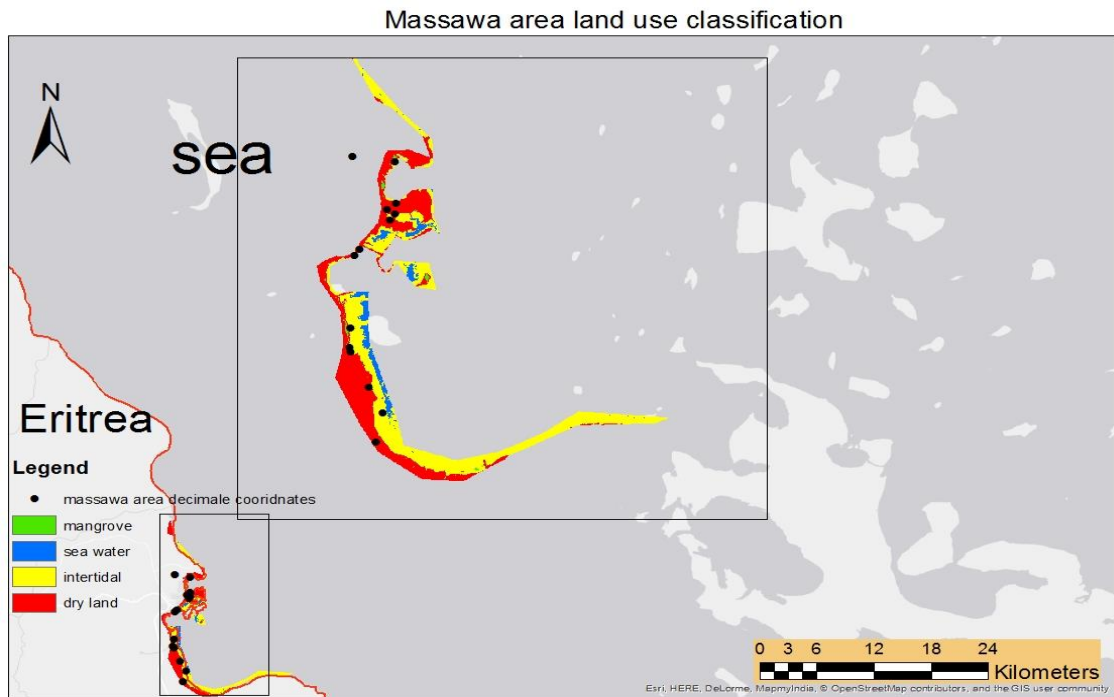 Massawa area land use classification
N
sea
Eritrea
Legend
massawa area decimale cooridnates
mangrove
sea water
intertidal
dry land
0 3 6 12 18 24
Kilometers
Esri, HERE, DeLorme, MapmyIndia, © OpenStreetMap contributors, and the GIS user community